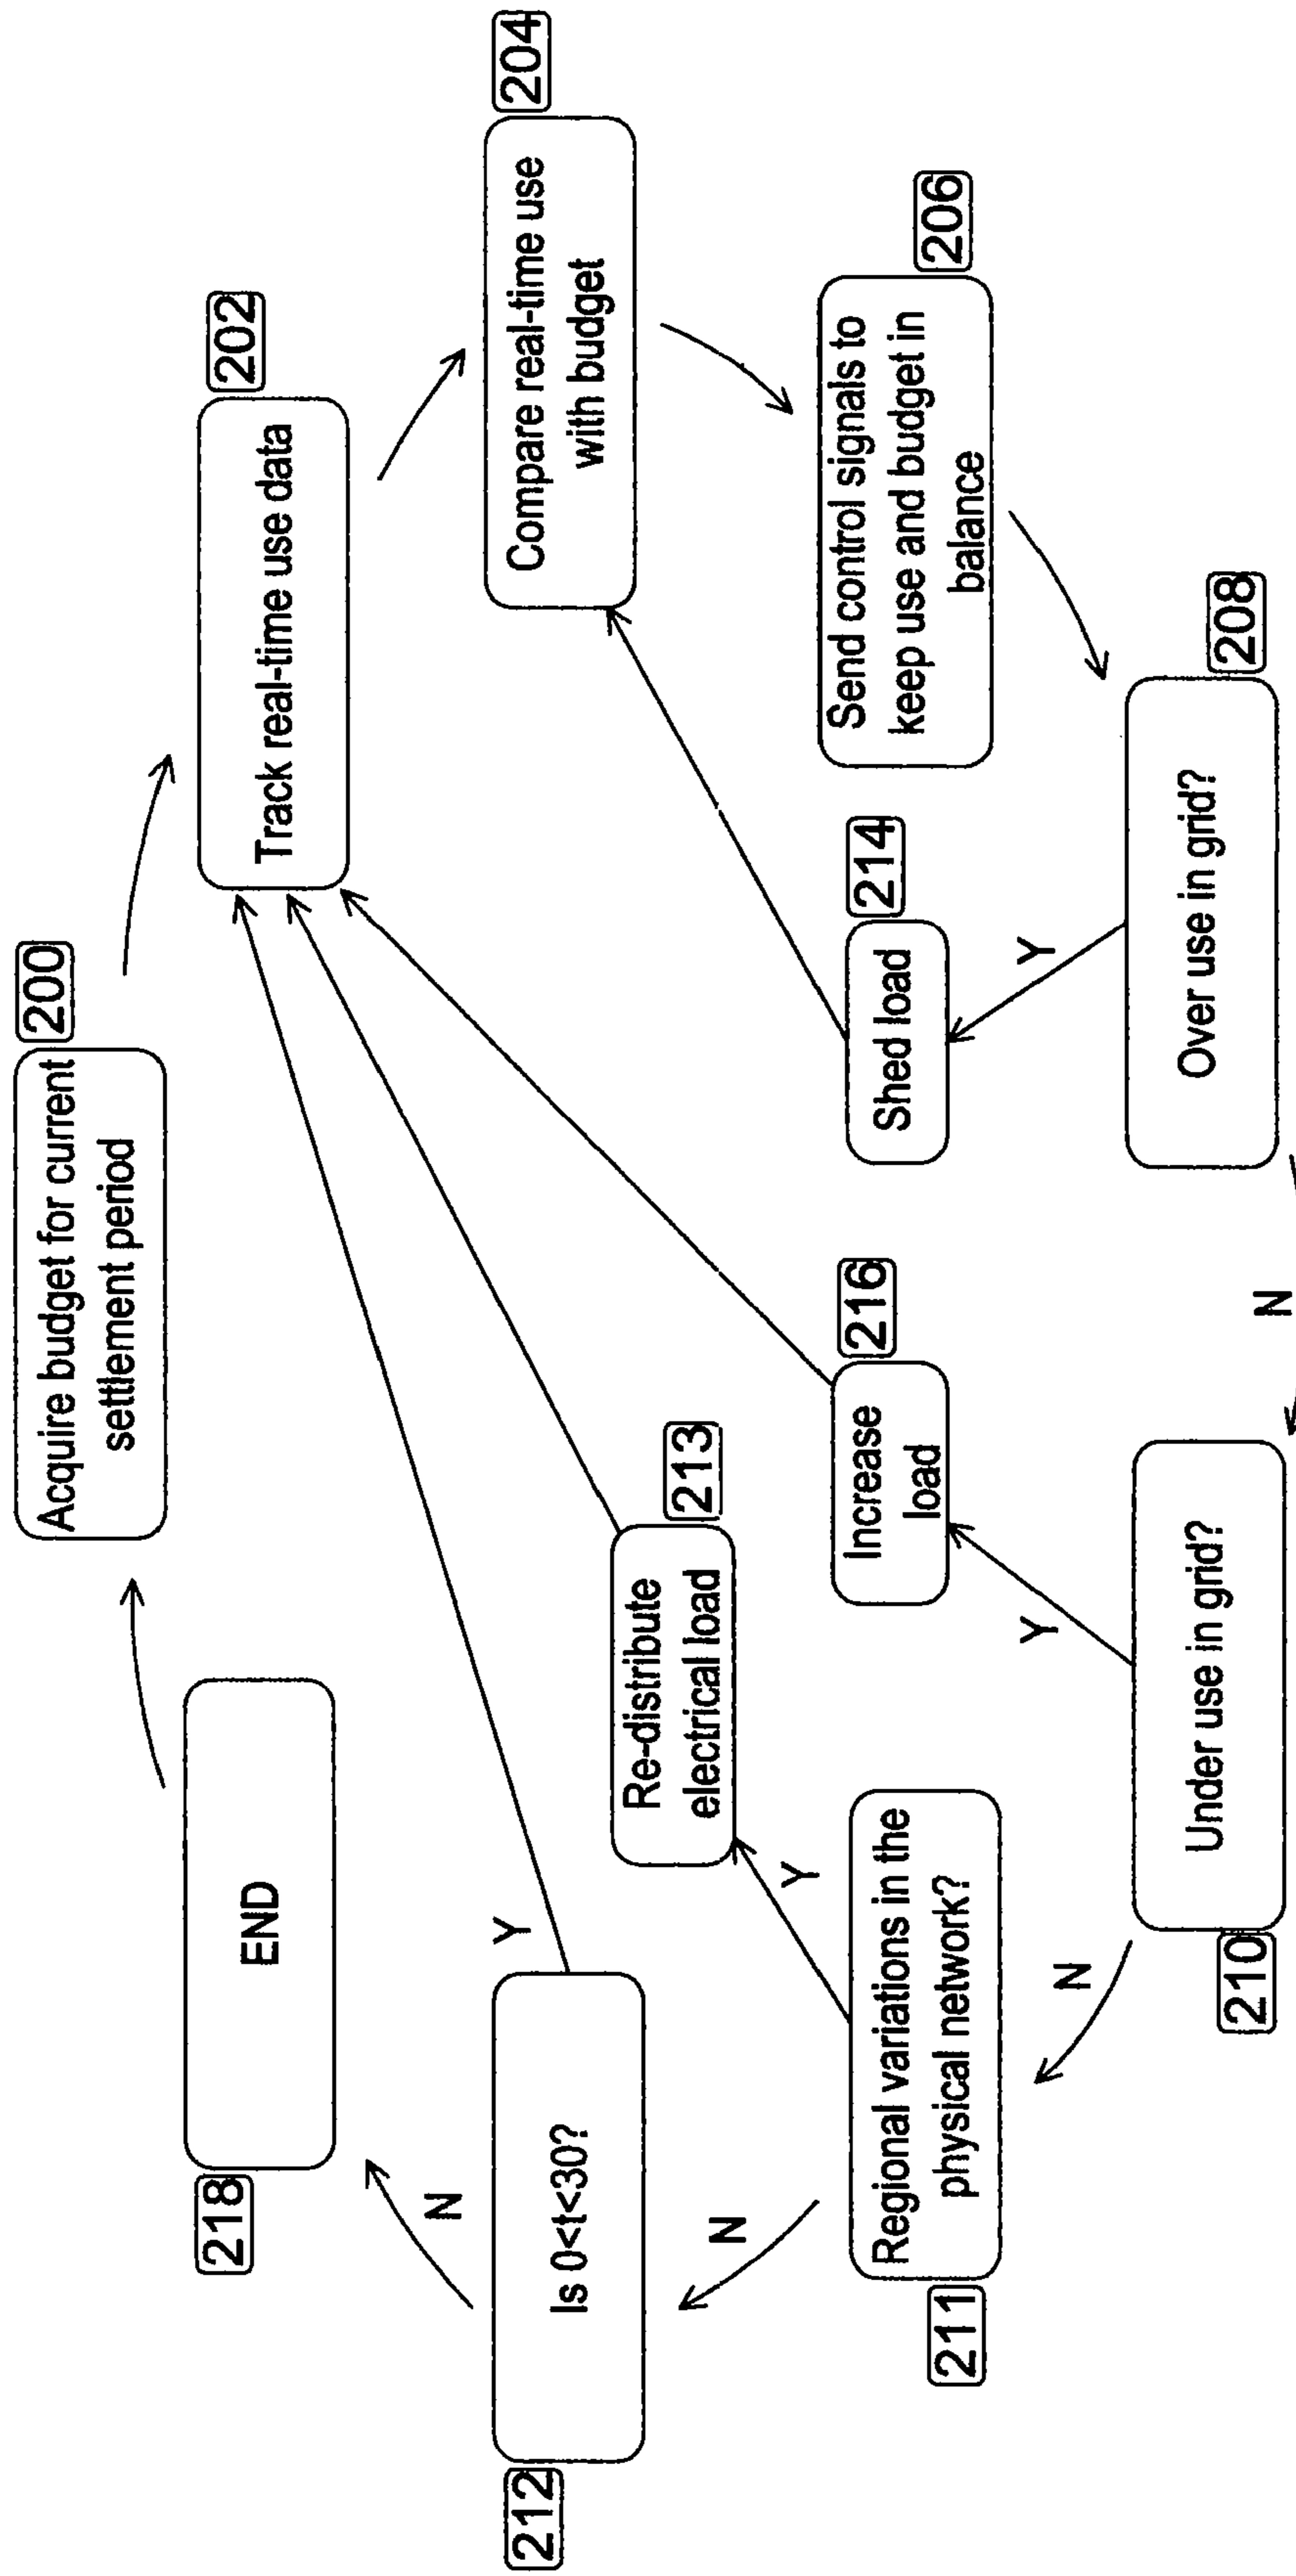 200
Acquire budget for current
settlement period
202
Track real-time use data
204
Compare real-time use
with budget
206
Send control signals to
keep use and budget in
balance
208
Over use in grid?
Y
214
Shed load
N
210
Under use in grid?
Y
216
Increase
load
N
211
Regional variations in the
physical network?
Y
213
Re-distribute
electrical load
N
212
Is 0<t<30?
Y
N
218
END